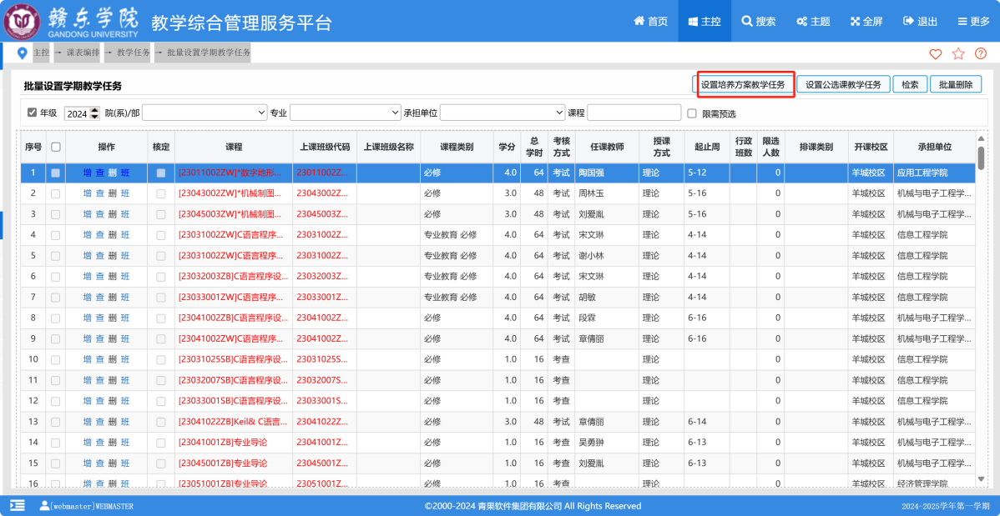 赣东学院 GANDONG UNIVERSITY 教学综合管理服务平台 首页 主控 搜索 主题 全屏 退出 更多
主控 → 课表编排 → 教学任务 → 批量设置学期教学任务
批量设置学期教学任务 设置培养方案教学任务 设置公选课教学任务 检索 批量删除
年级 2024 院(系)/部 专业 承担单位 课程 限需预选
序号 操作 核定 课程 上课班级代码 上课班级名称 课程类别 学分 总学时 考核方式 任课教师 授课方式 起止周 行政班数 限选人数 排课类别 开课校区 承担单位
1 增 查 删 班 [23011002ZW]*数字地形... 23011002Z... 必修 4.0 64 考试 陶国强 理论 5-12 0 羊城校区 应用工程学院
2 增 查 删 班 [23043002ZW]*机械制图... 23043002Z... 必修 3.0 48 考试 周林玉 理论 5-16 0 羊城校区 机械与电子工程学...
3 增 查 删 班 [23045003ZW]*机械制图... 23045003Z... 必修 3.0 48 考试 刘爱胤 理论 5-16 0 羊城校区 机械与电子工程学...
4 增 查 删 班 [23031002ZW]C语言程序... 23031002Z... 专业教育 必修 4.0 64 考试 宋文琳 理论 4-14 0 羊城校区 信息工程学院
5 增 查 删 班 [23031002ZW]C语言程序... 23031002Z... 专业教育 必修 4.0 64 考试 谢小林 理论 4-14 0 羊城校区 信息工程学院
6 增 查 删 班 [23032003ZB]C语言程序设... 23032003Z... 专业教育 必修 4.0 64 考试 宋文琳 理论 4-14 0 羊城校区 信息工程学院
7 增 查 删 班 [23033001ZW]C语言程序... 23033001Z... 专业教育 必修 4.0 64 考试 胡敏 理论 4-14 0 羊城校区 信息工程学院
8 增 查 删 班 [23041002ZB]C语言程序设... 23041002Z... 必修 4.0 64 考试 段霖 理论 6-16 0 羊城校区 机械与电子工程学...
9 增 查 删 班 [23041002ZW]C语言程序... 23041002Z... 必修 4.0 64 考试 章倩丽 理论 6-16 0 羊城校区 机械与电子工程学...
10 增 查 删 班 [23031025SB]C语言程序设... 23031025S... 必修 1.0 16 考查 理论 0 羊城校区 信息工程学院
11 增 查 删 班 [23032007SB]C语言程序设... 23032007S... 必修 1.0 16 考查 理论 0 羊城校区 信息工程学院
12 增 查 删 班 [23033001SB]C语言程序设... 23033001S... 必修 1.0 16 考查 理论 0 羊城校区 信息工程学院
13 增 查 删 班 [23041022ZB]Keil& C语言... 23041022Z... 必修 3.0 48 考试 章倩丽 理论 6-14 0 羊城校区 机械与电子工程学...
14 增 查 删 班 [23041001ZB]专业导论 23041001Z... 必修 1.0 16 考查 吴勇翀 理论 6-13 0 羊城校区 机械与电子工程学...
15 增 查 删 班 [23045001ZB]专业导论 23045001Z... 必修 1.0 16 考查 刘爱胤 理论 6-13 0 羊城校区 机械与电子工程学...
16 增 查 删 班 [23051001ZB]专业导论 23051001Z... 必修 1.0 16 考查 理论 0 羊城校区 经济管理学院
[webmaster]WEBMASTER ©2000-2024 青果软件集团有限公司 All Rights Reserved 2024-2025学年第一学期